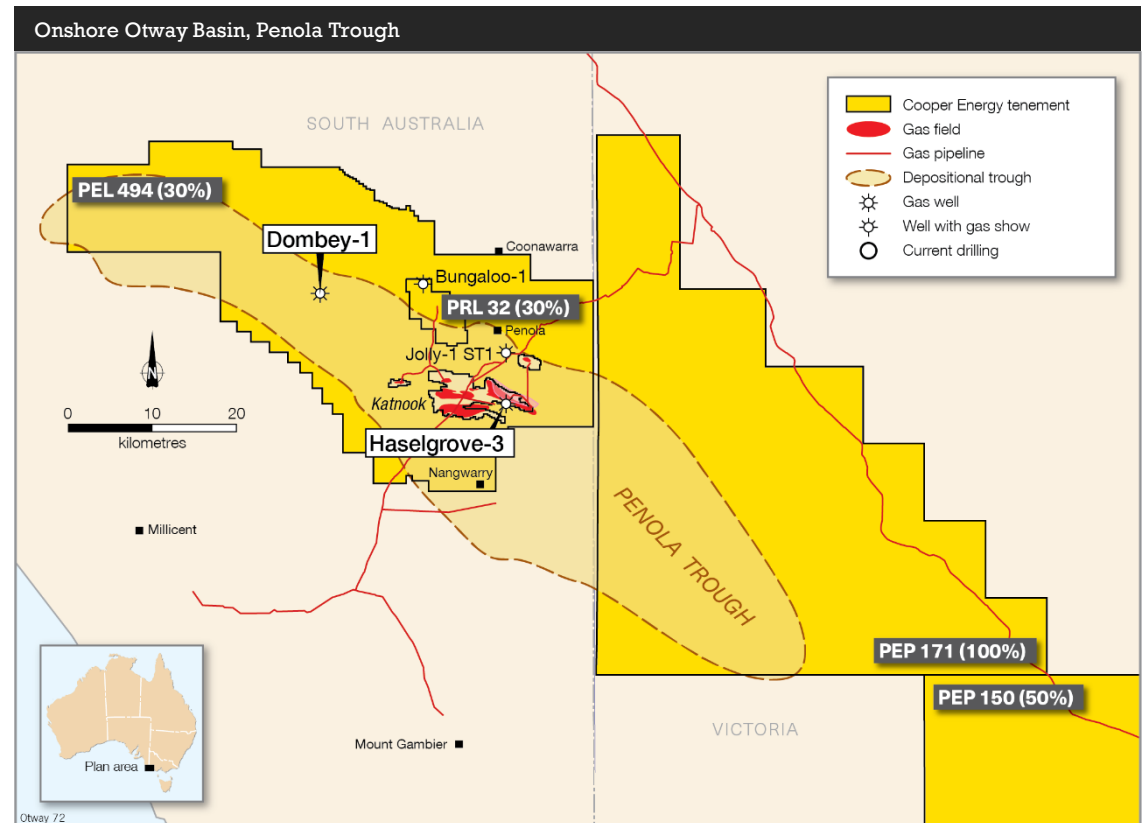 Onshore Otway Basin, Penola Trough
SOUTH AUSTRALIA
Cooper Energy tenement
Gas field
Gas pipeline
Depositional trough
Gas well
Well with gas show
Current drilling
PEL 494 (30%)
Dombey-1
Coonawarra
Bungaloo-1
PRL 32 (30%)
Penola
Jolly-1 ST1
N
Katnook
0 10 20
kilometres
Haselgrove-3
Nangwarry
Millicent
PENOLA TROUGH
PEP 171 (100%)
PEP 150 (50%)
VICTORIA
Mount Gambier
Plan area
Otway 72